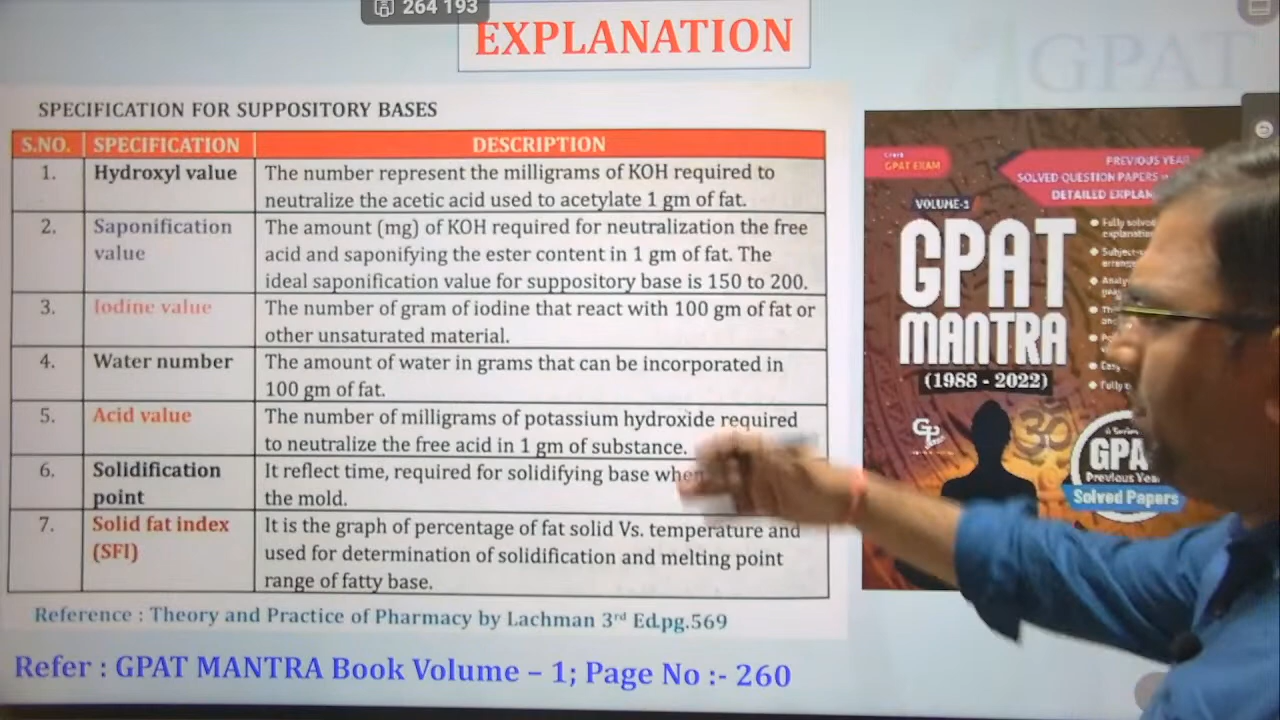 264 193
EXPLANATION
GPAT
SPECIFICATION FOR SUPPOSITORY BASES
S.NO. SPECIFICATION DESCRIPTION
1. Hydroxyl value The number represent the milligrams of KOH required to
neutralize the acetic acid used to acetylate 1 gm of fat.
2. Saponification value The amount (mg) of KOH required for neutralization the free
acid and saponifying the ester content in 1 gm of fat. The
ideal saponification value for suppository base is 150 to 200.
3. Iodine value The number of gram of iodine that react with 100 gm of fat or
other unsaturated material.
4. Water number The amount of water in grams that can be incorporated in
100 gm of fat.
5. Acid value The number of milligrams of potassium hydroxide required
to neutralize the free acid in 1 gm of substance.
6. Solidification point It reflect time, required for solidifying base when
the mold.
7. Solid fat index (SFI) It is the graph of percentage of fat solid Vs. temperature and
used for determination of solidification and melting point
range of fatty base.
Reference : Theory and Practice of Pharmacy by Lachman 3rd Ed.pg.569
Refer : GPAT MANTRA Book Volume – 1; Page No :- 260
GPAT EXAM
PREVIOUS YEAR
SOLVED QUESTION PAPERS
DETAILED EXPLAN
VOLUME-1
GPAT
MANTRA
(1988 - 2022)
Fully solved
explanation
GP
A Series
GPA
Previous Year
Solved Papers